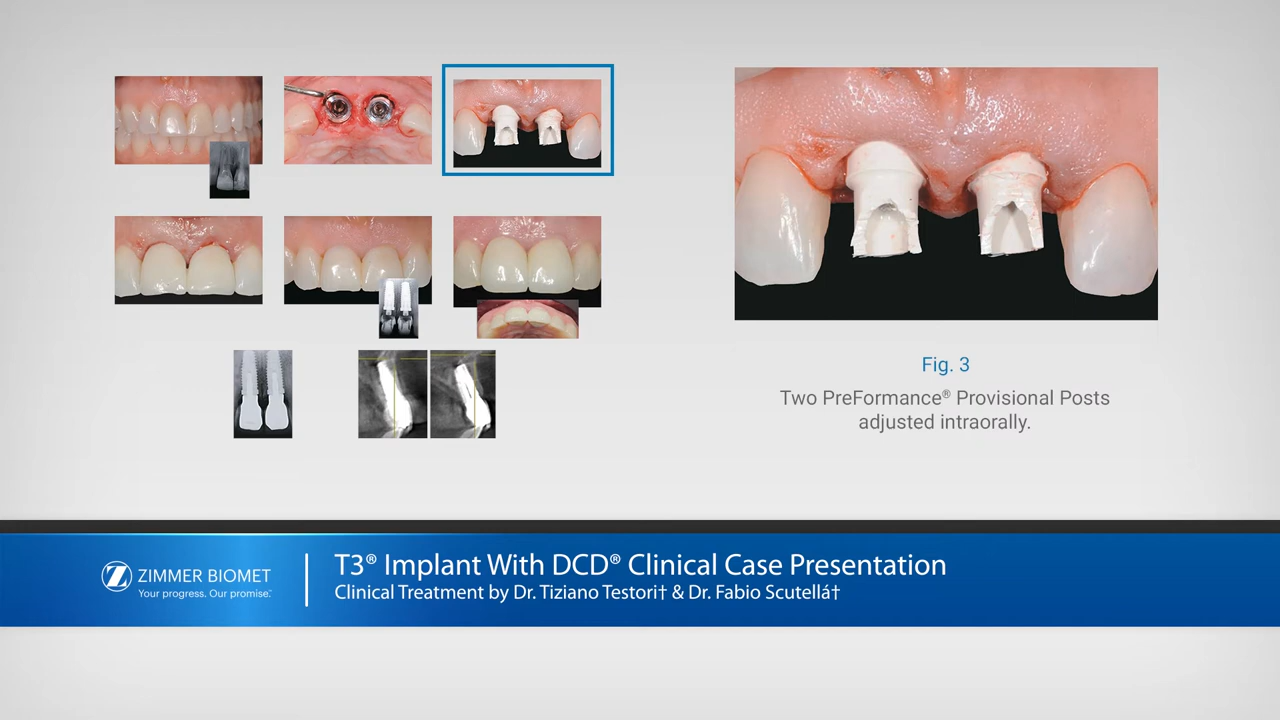 Fig. 3
Two PreFormance® Provisional Posts
adjusted intraorally.
ZIMMER BIOMET
Your progress. Our promise.™
T3® Implant With DCD® Clinical Case Presentation
Clinical Treatment by Dr. Tiziano Testori† & Dr. Fabio Scutellá†